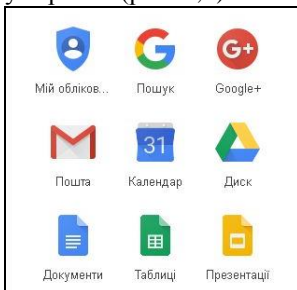 Мій обліков...
Пошук
Google+
G+
31
Пошта
Календар
Диск
Документи
Таблиці
Презентації